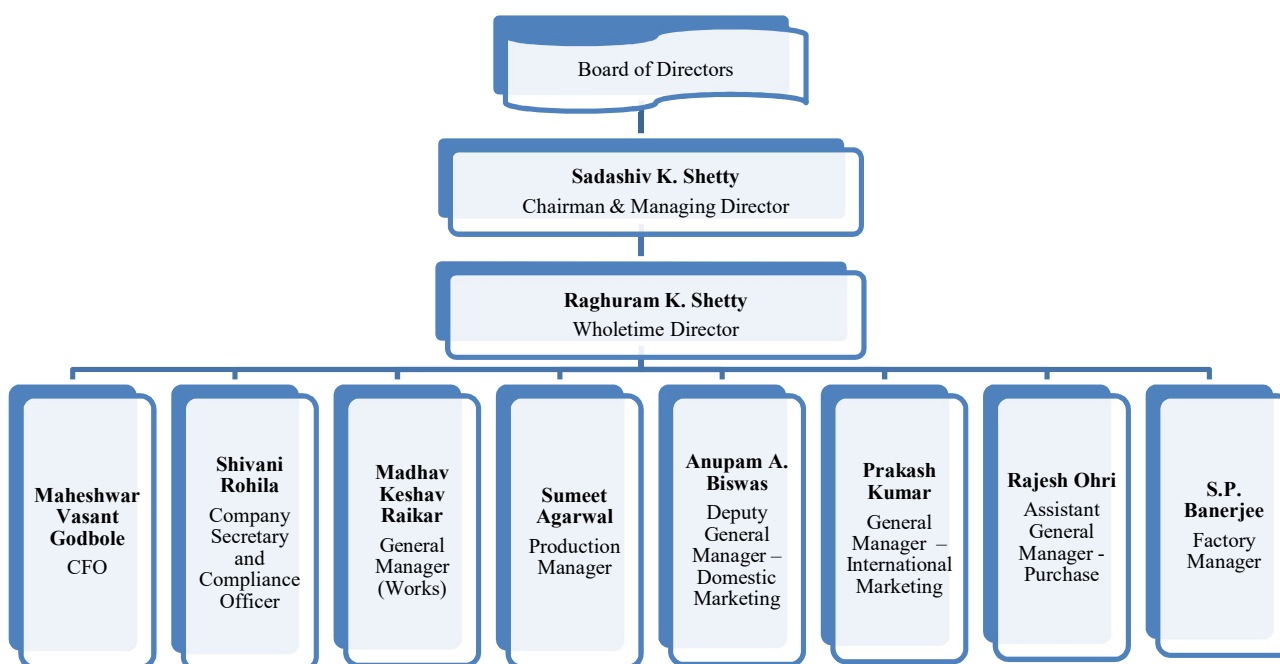 Board of Directors
Sadashiv K. Shetty
Chairman & Managing Director
Raghuram K. Shetty
Wholetime Director
Maheshwar
Vasant
Godbole
CFO
Shivani
Rohila
Company
Secretary
and
Compliance
Officer
Madhav
Keshav
Raikar
General
Manager
(Works)
Sumeet
Agarwal
Production
Manager
Anupam A.
Biswas
Deputy
General
Manager –
Domestic
Marketing
Prakash
Kumar
General
Manager –
International
Marketing
Rajesh Ohri
Assistant
General
Manager -
Purchase
S.P.
Banerjee
Factory
Manager